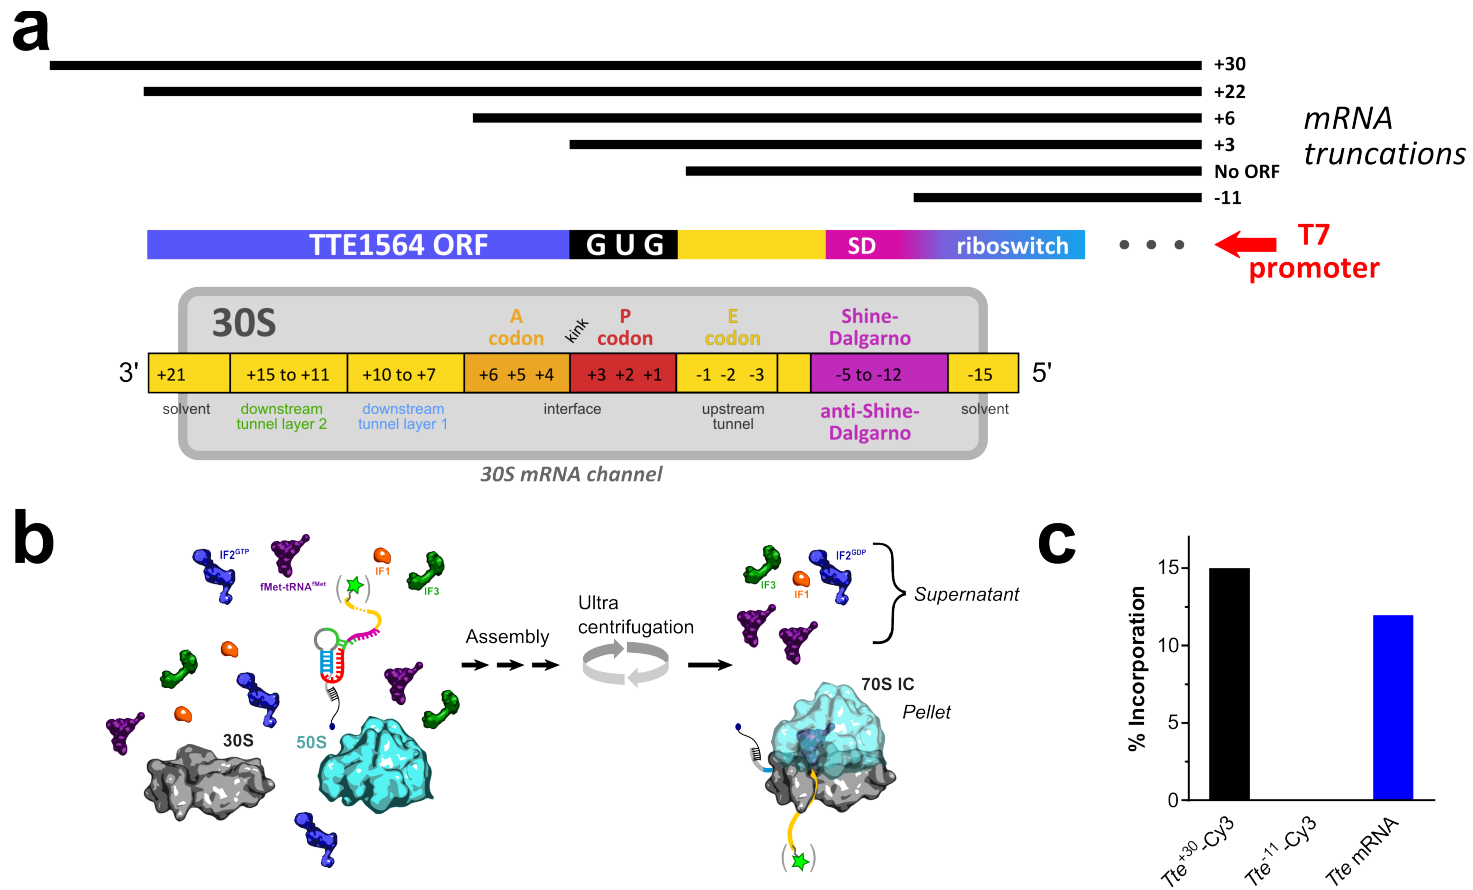 a
+30
+22
+6
+3
No ORF
-11
mRNA
truncations
TTE1564 ORF
G U G
SD
riboswitch
T7
promoter
30S
A
codon
kink
P
codon
E
codon
Shine-
Dalgarno
3'
+21
+15 to +11
+10 to +7
+6 +5 +4
+3 +2 +1
-1 -2 -3
-5 to -12
-15
5'
solvent
downstream
tunnel layer 2
downstream
tunnel layer 1
interface
upstream
tunnel
anti-Shine-
Dalgarno
solvent
30S mRNA channel
b
IF2GTP
fMet-tRNAfMet
IF1
IF3
30S
50S
Assembly
Ultra
centrifugation
IF3
IF1
IF2GDP
Supernatant
70S IC
Pellet
c
% Incorporation
15
10
5
0
Tte+30-Cy3
Tte-11-Cy3
Tte mRNA